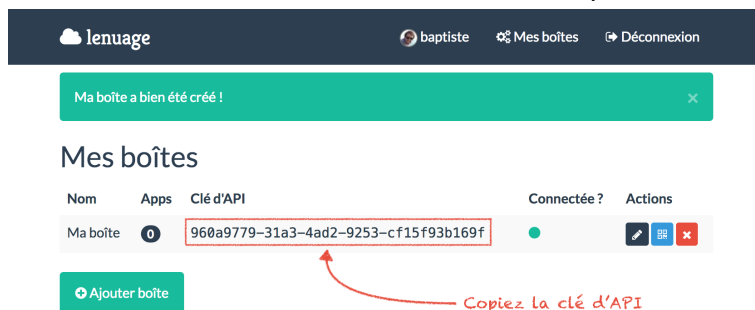 lenuage baptiste Mes boîtes Déconnexion
Ma boîte a bien été créé ! ×
Mes boîtes
Nom Apps Clé d'API Connectée ? Actions
Ma boîte 0 960a9779-31a3-4ad2-9253-cf15f93b169f
Ajouter boîte
Copiez la clé d'API